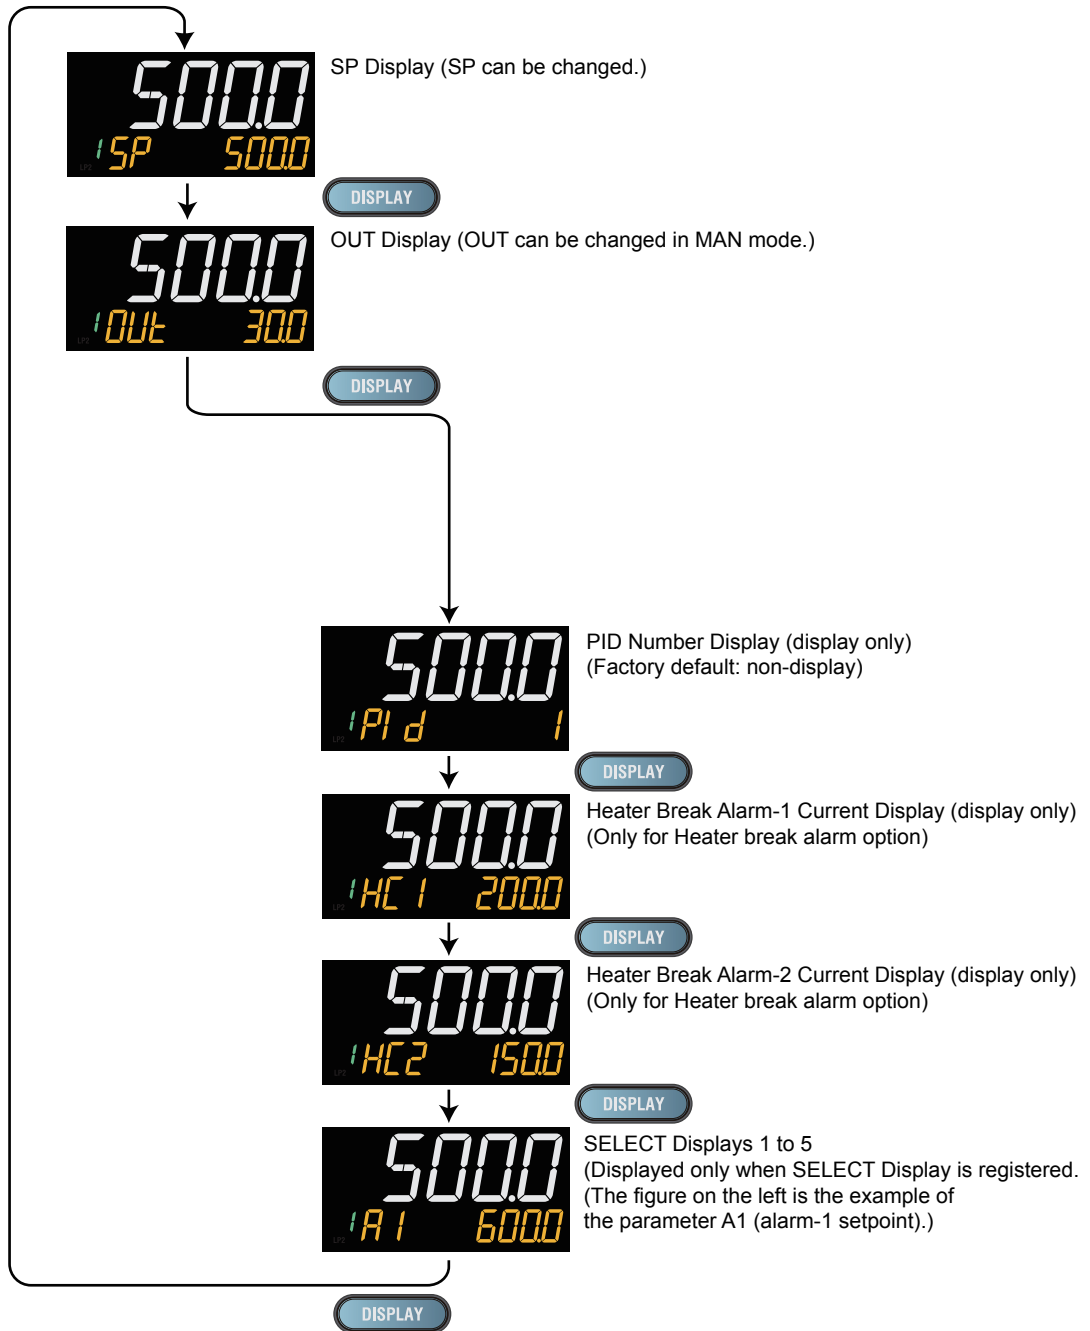 500.0
SP Display (SP can be changed.)
LP2 1 SP 500.0
DISPLAY
500.0
OUT Display (OUT can be changed in MAN mode.)
LP2 1 OUt 30.0
DISPLAY
500.0
PID Number Display (display only)
(Factory default: non-display)
LP2 1 PId 1
DISPLAY
500.0
Heater Break Alarm-1 Current Display (display only)
(Only for Heater break alarm option)
LP2 1 HC1 200.0
DISPLAY
500.0
Heater Break Alarm-2 Current Display (display only)
(Only for Heater break alarm option)
LP2 1 HC2 150.0
DISPLAY
500.0
SELECT Displays 1 to 5
(Displayed only when SELECT Display is registered.
(The figure on the left is the example of
the parameter A1 (alarm-1 setpoint).)
LP2 1 A1 600.0
DISPLAY